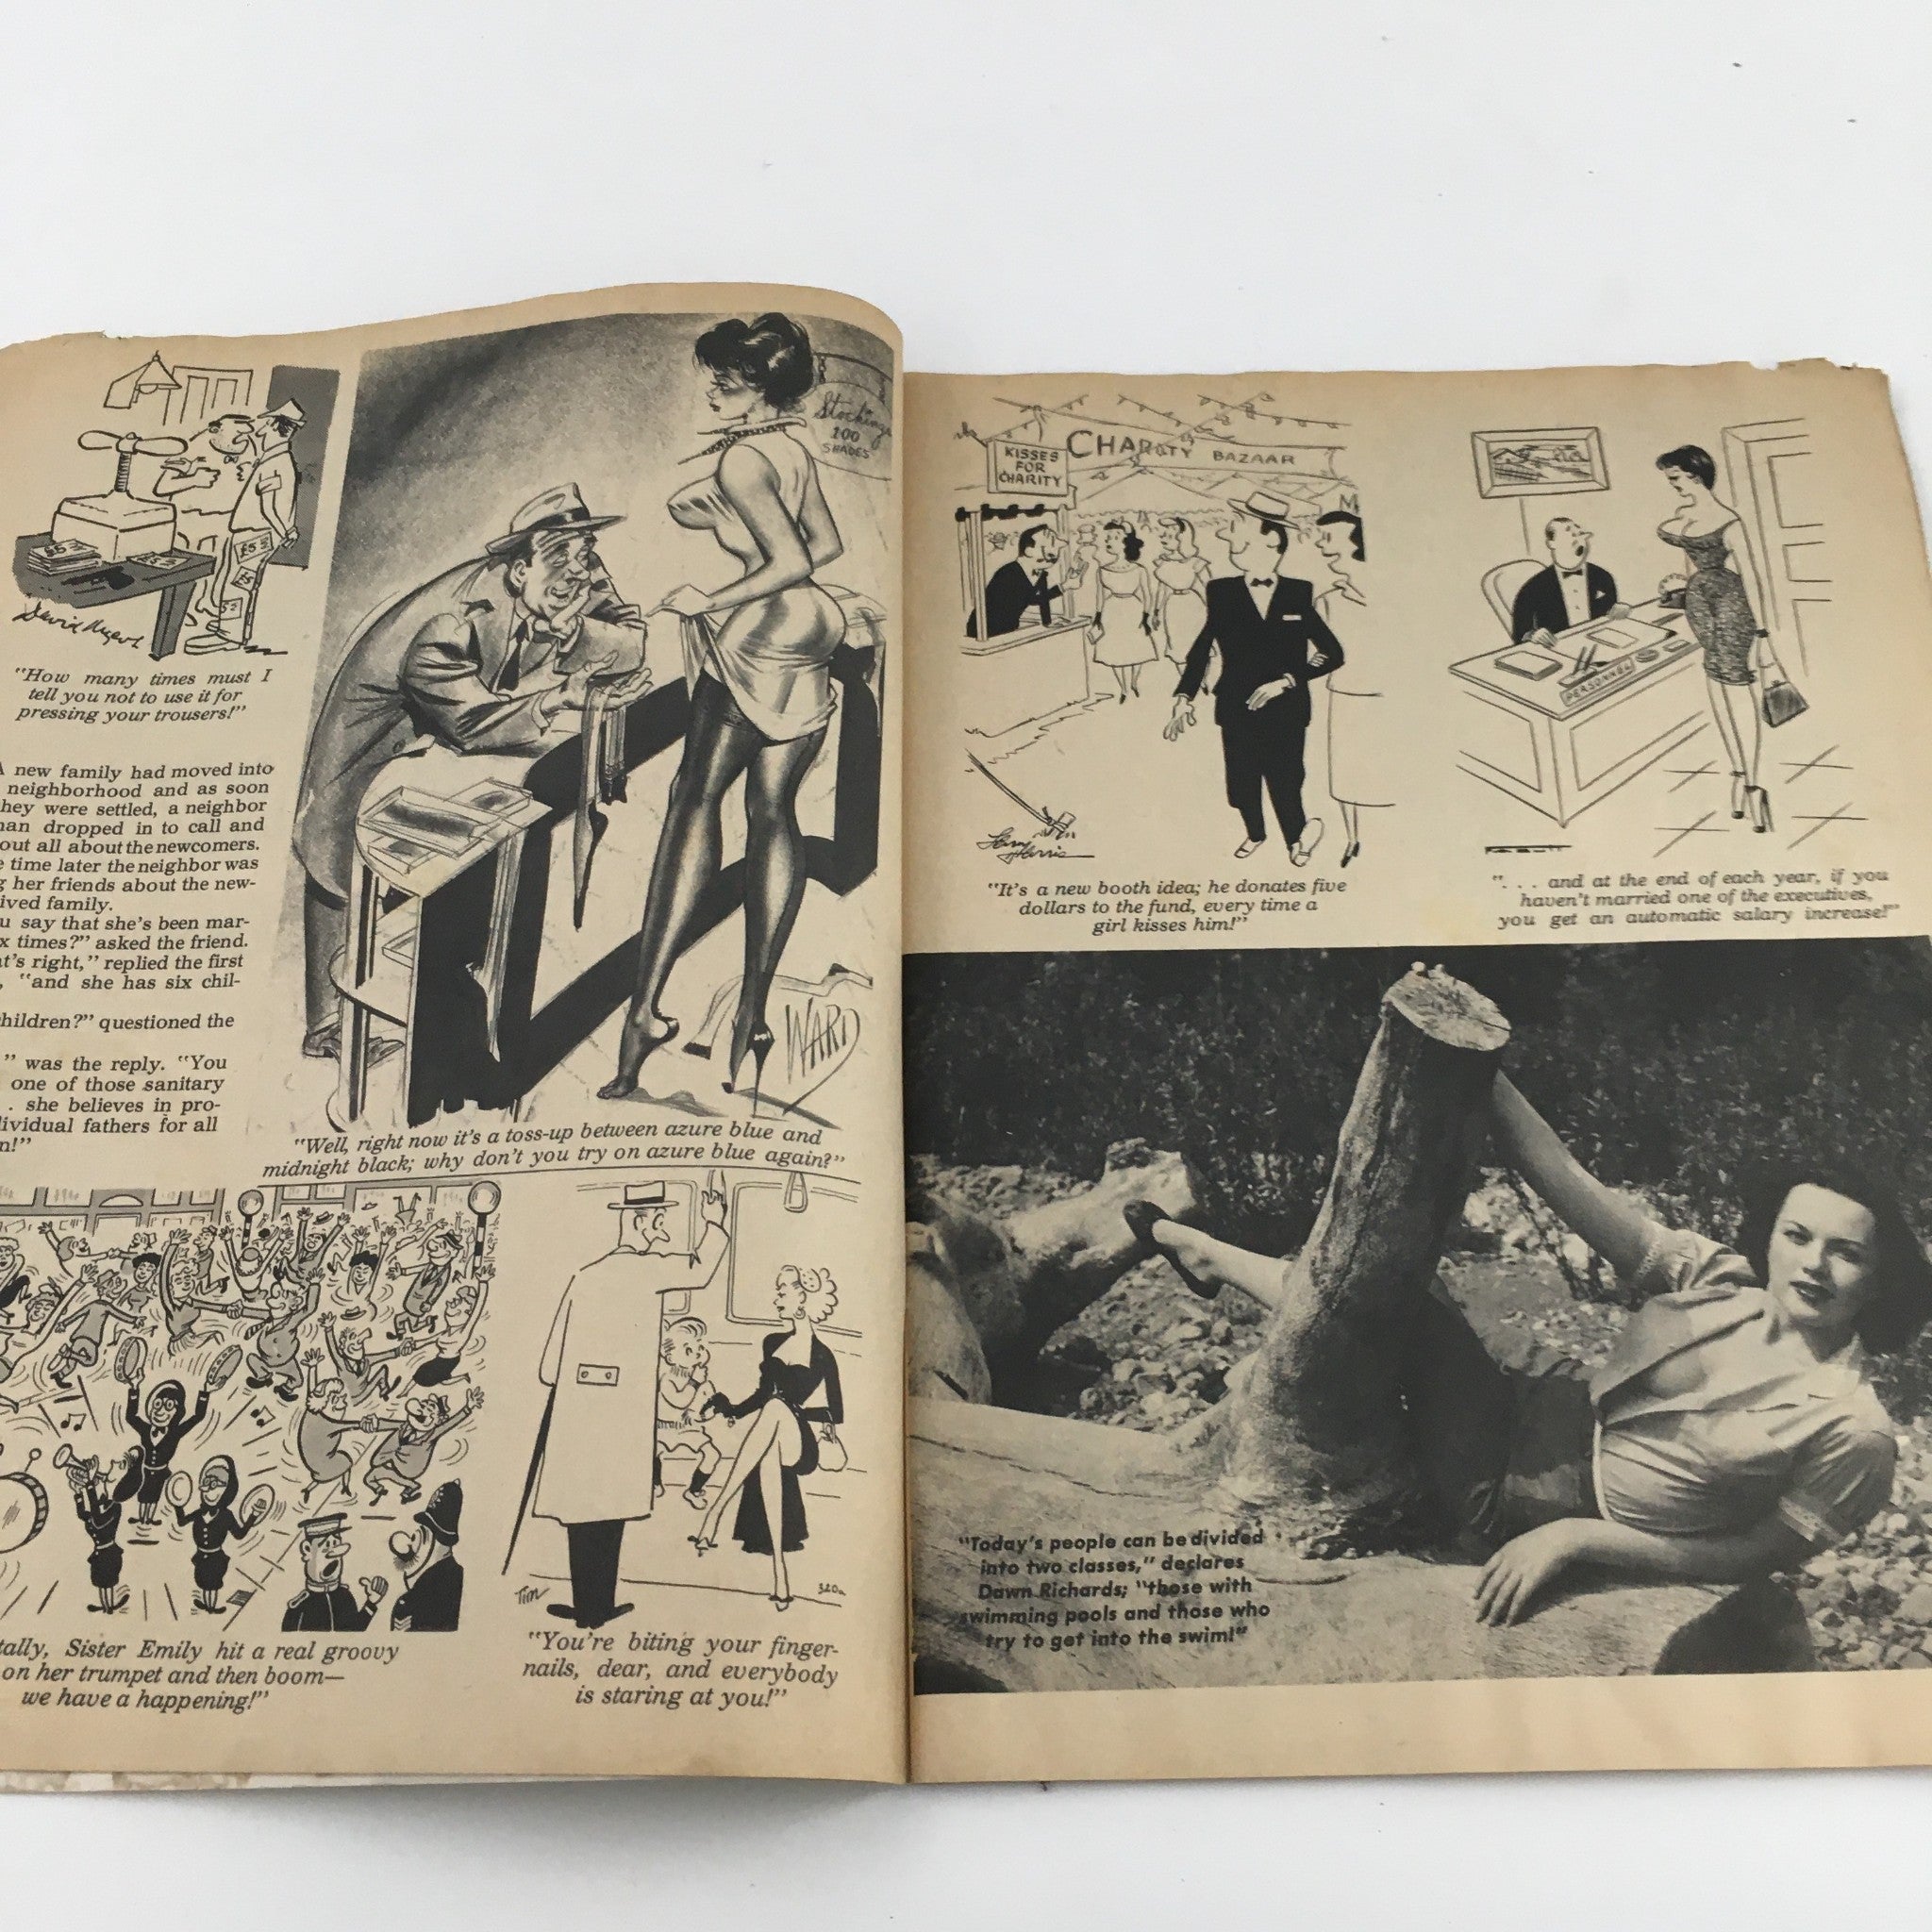 £5
£5
£5
£5
"How many times must I
tell you not to use it for
pressing your trousers!"
A new family had moved into
neighborhood and as soon
they were settled, a neighbor
dropped in to call and
out all about the newcomers.
time later the neighbor was
her friends about the new-
family.
say that she's been mar-
times?" asked the friend.
right," replied the first
"and she has six chil-
children?" questioned the
" was the reply. "You
one of those sanitary
. she believes in pro-
fathers for all
Stockings
100
SHADES
WARD
"Well, right now it's a toss-up between azure blue and
midnight black; why don't you try on azure blue again?"
Sister Emily hit a real groovy
on her trumpet and then boom—
we have a happening!"
Tim
320
"You're biting your finger-
nails, dear, and everybody
is staring at you!"
KISSES
FOR
CHARITY
CHARITY BAZAAR
M
Harris
"It's a new booth idea; he donates five
dollars to the fund, every time a
girl kisses him!"
PERSONNEL
". . . and at the end of each year, if you
haven't married one of the executives,
you get an automatic salary increase!"
"Today's people can be divided
into two classes," declares
Dawn Richards; "those with
swimming pools and those who
try to get into the swim!"